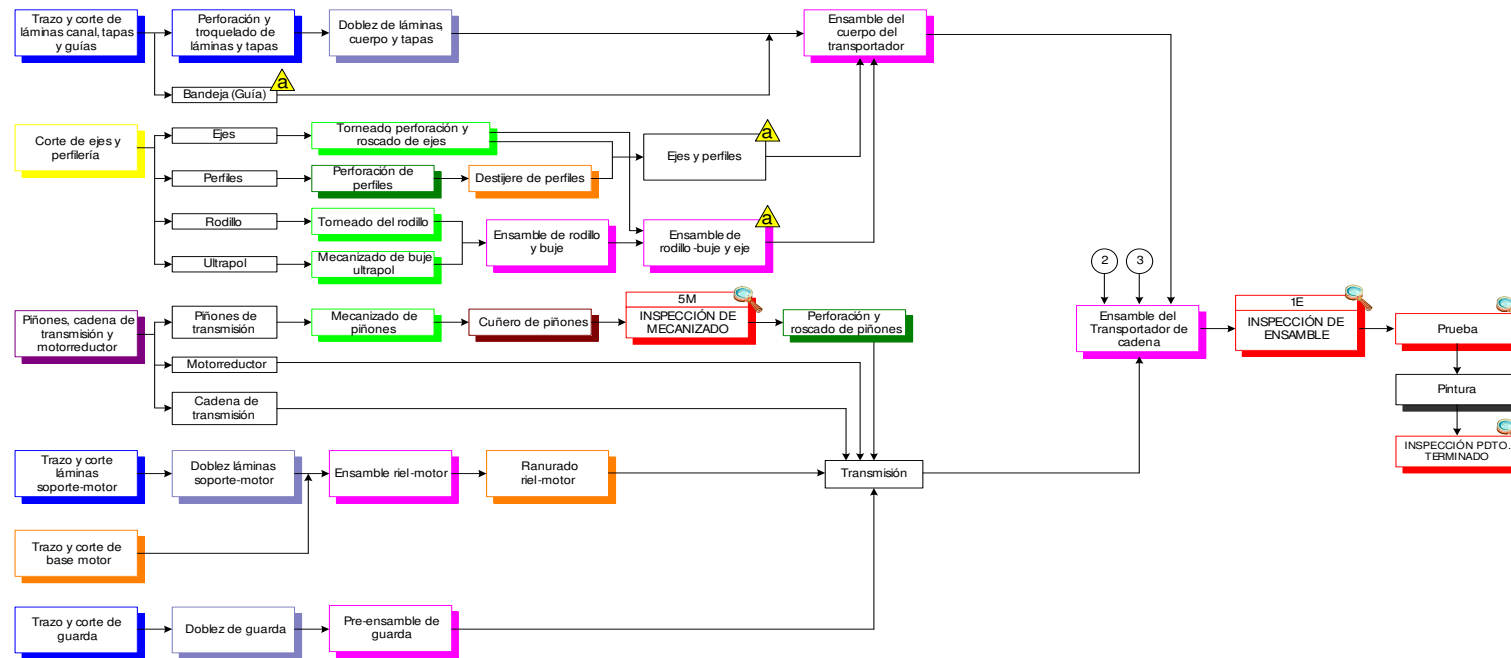 Trazo y corte de
láminas canal, tapas
y guías
Perforación y
troquelado de
láminas y tapas
Doblez de láminas,
cuerpo y tapas
Ensamble del
cuerpo del
transportador
Bandeja (Guía)
a
Corte de ejes y
perfilería
Ejes
Torneado, perforación y
roscado de ejes
Ejes y perfiles
a
Perfiles
Perforación de
perfiles
Destijere de perfiles
Rodillo
Torneado del rodillo
Ensamble de rodillo
y buje
Ensamble de
rodillo -buje y eje
a
Ultrapol
Mecanizado de buje
ultrapol
2
3
Piñones, cadena de
transmisión y
motorreductor
Piñones de
transmisión
Mecanizado de
piñones
Cuñero de piñones
5M
INSPECCIÓN DE
MECANIZADO
Perforación y
roscado de piñones
Ensamble del
Transportador de
cadena
1E
INSPECCIÓN DE
ENSAMBLE
Prueba
Motorreductor
Pintura
Cadena de
transmisión
INSPECCIÓN PDTO.
TERMINADO
Trazo y corte
láminas
soporte-motor
Doblez láminas
soporte-motor
Ensamble riel-motor
Ranurado
riel-motor
Transmisión
Trazo y corte de
base motor
Trazo y corte de
guarda
Doblez de guarda
Pre-ensamble de
guarda